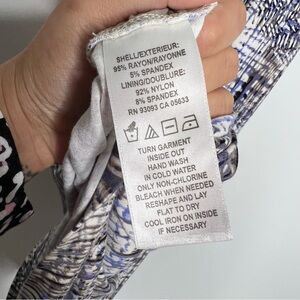 SHELL/EXTERIEUR:
95% RAYON/RAYONNE
5% SPANDEX
LINING/DOUBLURE:
92% NYLON
8% SPANDEX
RN 93093 CA 05633
TURN GARMENT
INSIDE OUT
HAND WASH
IN COLD WATER
ONLY NON-CHLORINE
BLEACH WHEN NEEDED
RESHAPE AND LAY
FLAT TO DRY
COOL IRON ON INSIDE
IF NECESSARY